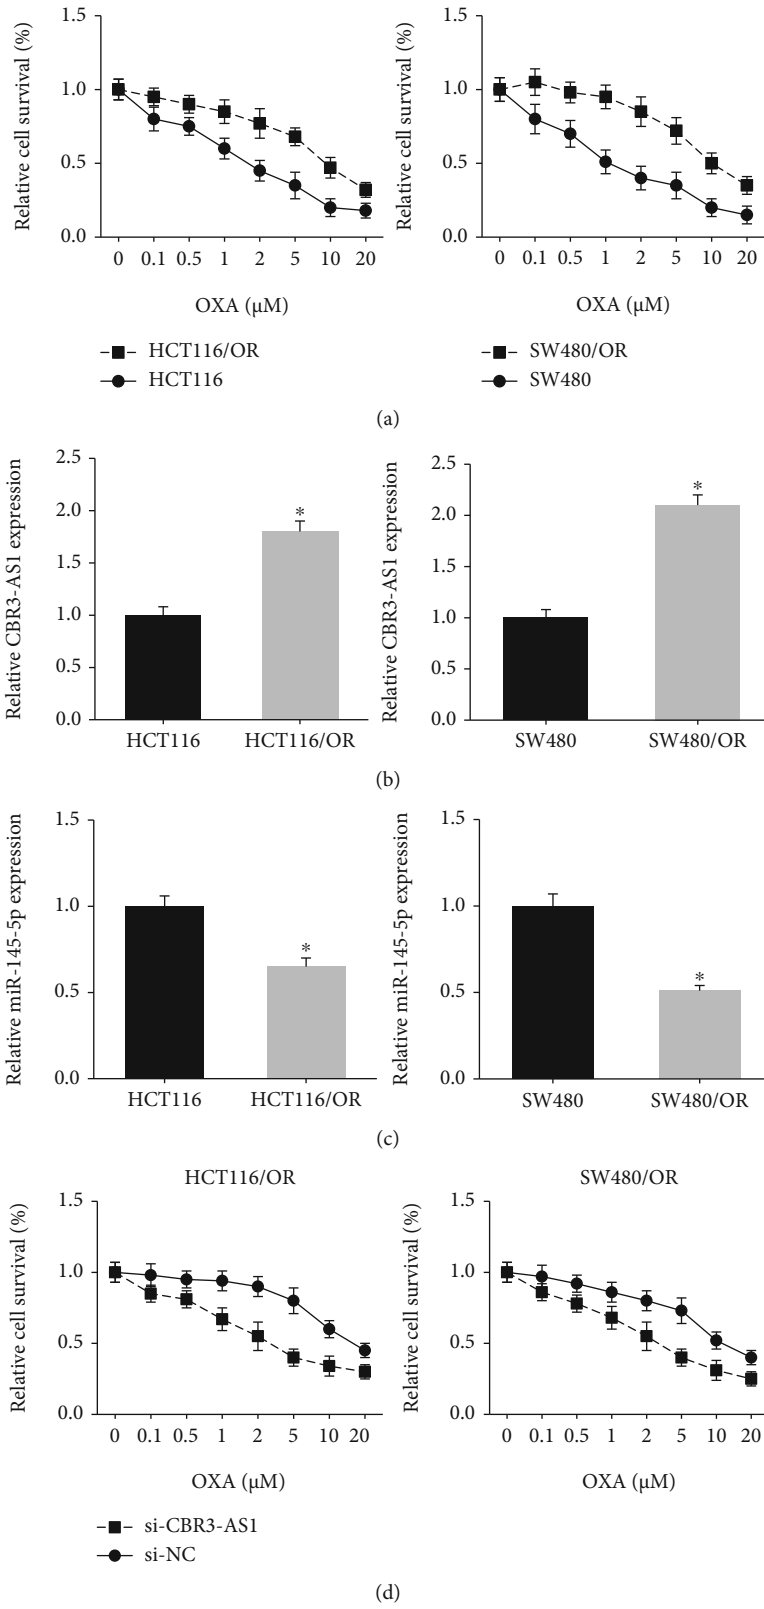 Relative cell survival (%)
1.5
1.0
0.5
0.0
0 0.1 0.5 1 2 5 10 20
OXA (μM)
HCT116/OR
HCT116
Relative cell survival (%)
1.5
1.0
0.5
0.0
0 0.1 0.5 1 2 5 10 20
OXA (μM)
SW480/OR
SW480
(a)
Relative CBR3-AS1 expression
2.5
2.0
1.5
1.0
0.5
0.0
*
HCT116 HCT116/OR
Relative CBR3-AS1 expression
2.5
2.0
1.5
1.0
0.5
0.0
*
SW480 SW480/OR
(b)
Relative miR-145-5p expression
1.5
1.0
0.5
0.0
*
HCT116 HCT116/OR
Relative miR-145-5p expression
1.5
1.0
0.5
0.0
*
SW480 SW480/OR
(c)
HCT116/OR
Relative cell survival (%)
1.5
1.0
0.5
0.0
0 0.1 0.5 1 2 5 10 20
OXA (μM)
SW480/OR
Relative cell survival (%)
1.5
1.0
0.5
0.0
0 0.1 0.5 1 2 5 10 20
OXA (μM)
si-CBR3-AS1
si-NC
(d)